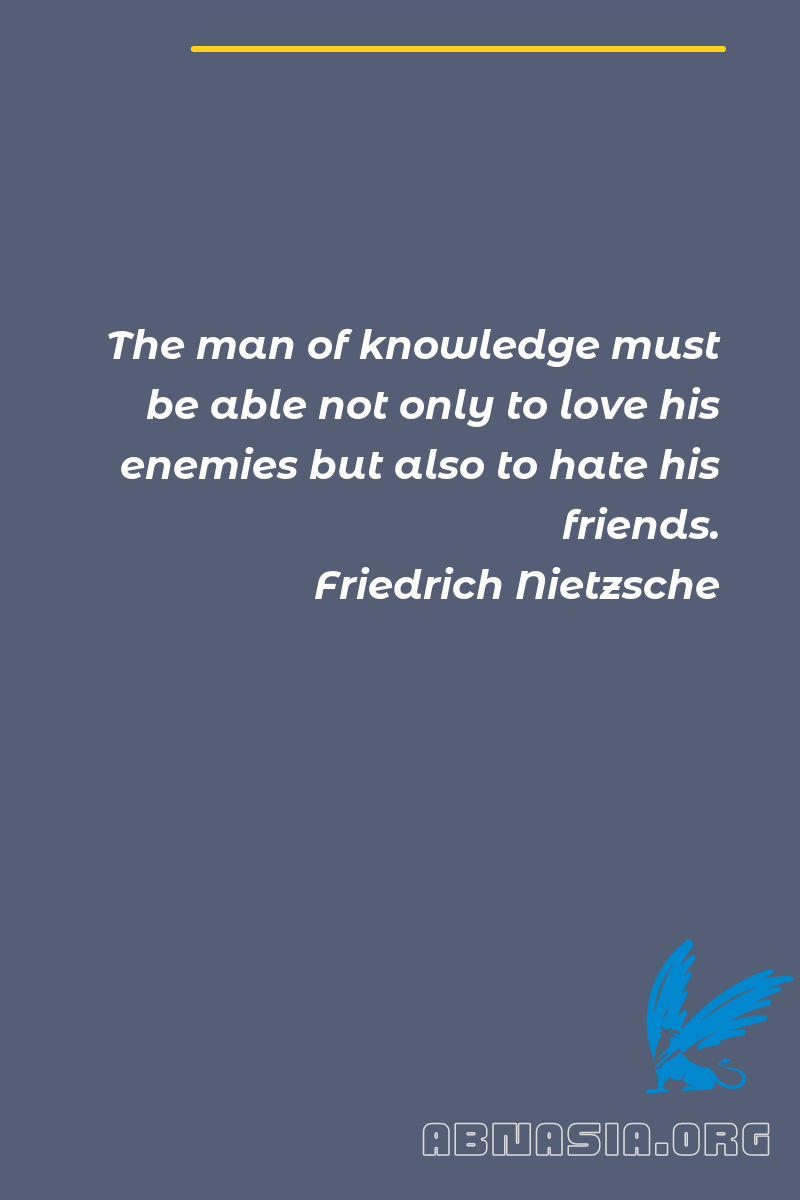 The man of knowledge must
be able not only to love his
enemies but also to hate his
friends.
Friedrich Nietzsche
ABNASIA.ORG